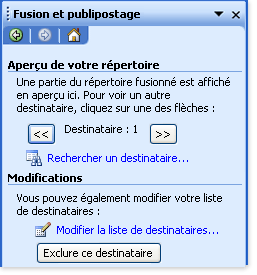 Fusion et publipostage
Aperçu de votre répertoire
Une partie du répertoire fusionné est affiché
en aperçu ici. Pour voir un autre
destinataire, cliquez sur une des flèches :
<< Destinataire : 1 >>
Rechercher un destinataire...
Modifications
Vous pouvez également modifier votre liste
de destinataires :
Modifier la liste de destinataires...
Exclure ce destinataire